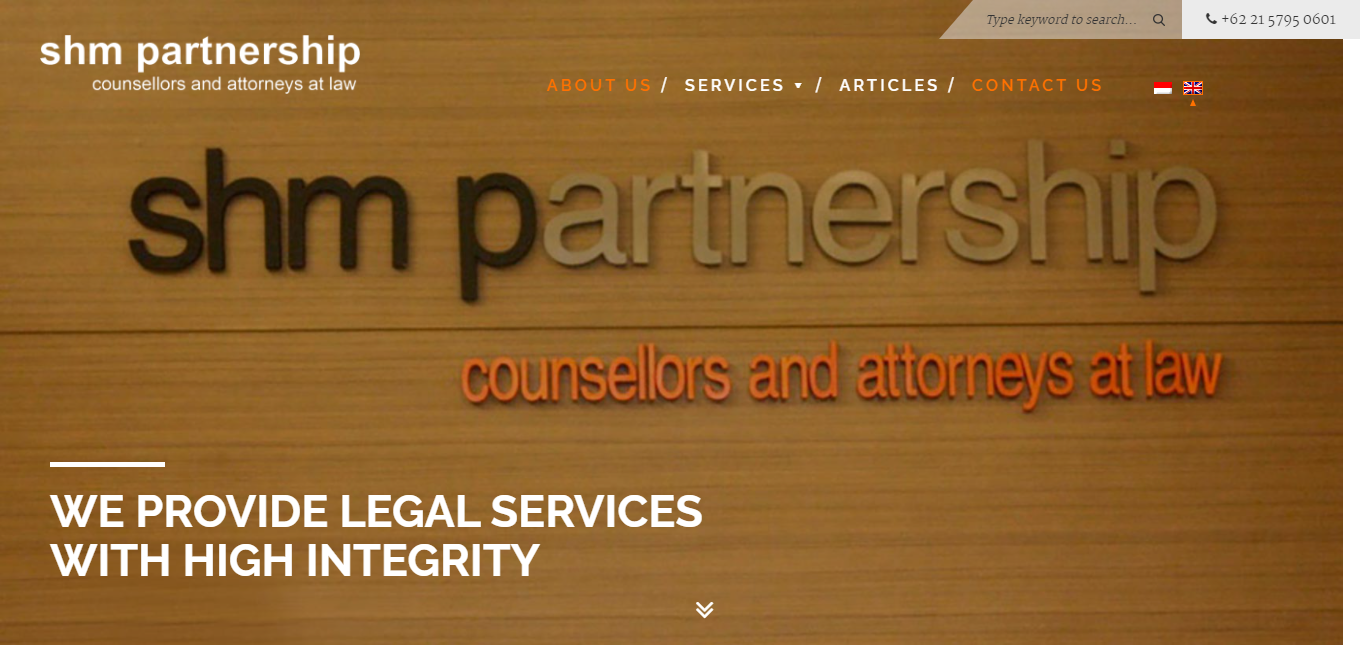 Type keyword to search...
+62 21 5795 0601
shm partnership
counsellors and attorneys at law
ABOUT US / SERVICES / ARTICLES / CONTACT US
shm partnership
counsellors and attorneys at law
WE PROVIDE LEGAL SERVICES
WITH HIGH INTEGRITY